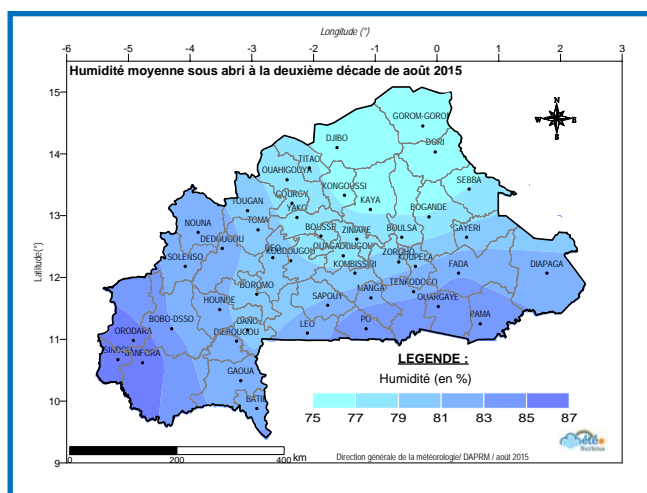 Longitude (°)
-6 -5 -4 -3 -2 -1 0 1 2 3
Humidité moyenne sous abri à la deuxième décade de août 2015
15
N
W E
S
GOROM-GOROM
DJIBO
DORI
14
TITAO
OUAHIGOUYA
SEBBA
KONGOUSSI
GOURCY
KAYA
TOUGAN
YAKO
BOGANDE
13
NOUNA
TOMA
BOUSSE
ZINIARE
BOULSA
GAYERI
DEDOUGOU
REO
OUAGADOUGOU
ZORGHO
KOUDOUGOU
KOUPELA
SOLENSO
KOMBISSIRI
FADA
DIAPAGA
Latitude(°)
12
TENKODOGO
BOROMO
MANGA
HOUNDE
SAPOUY
OUARGAYE
BOBO-DSSO
DANO
LEO
PO
PAMA
11
ORODARA
DIEBOUGOU
SINDOU
BANFORA
LEGENDE :
GAOUA
Humidité (en %)
10
BATIE
75 77 79 81 83 85 87
météo
Burkina
9
0 200 400 km
Direction générale de la météorologie/ DAPRM / août 2015